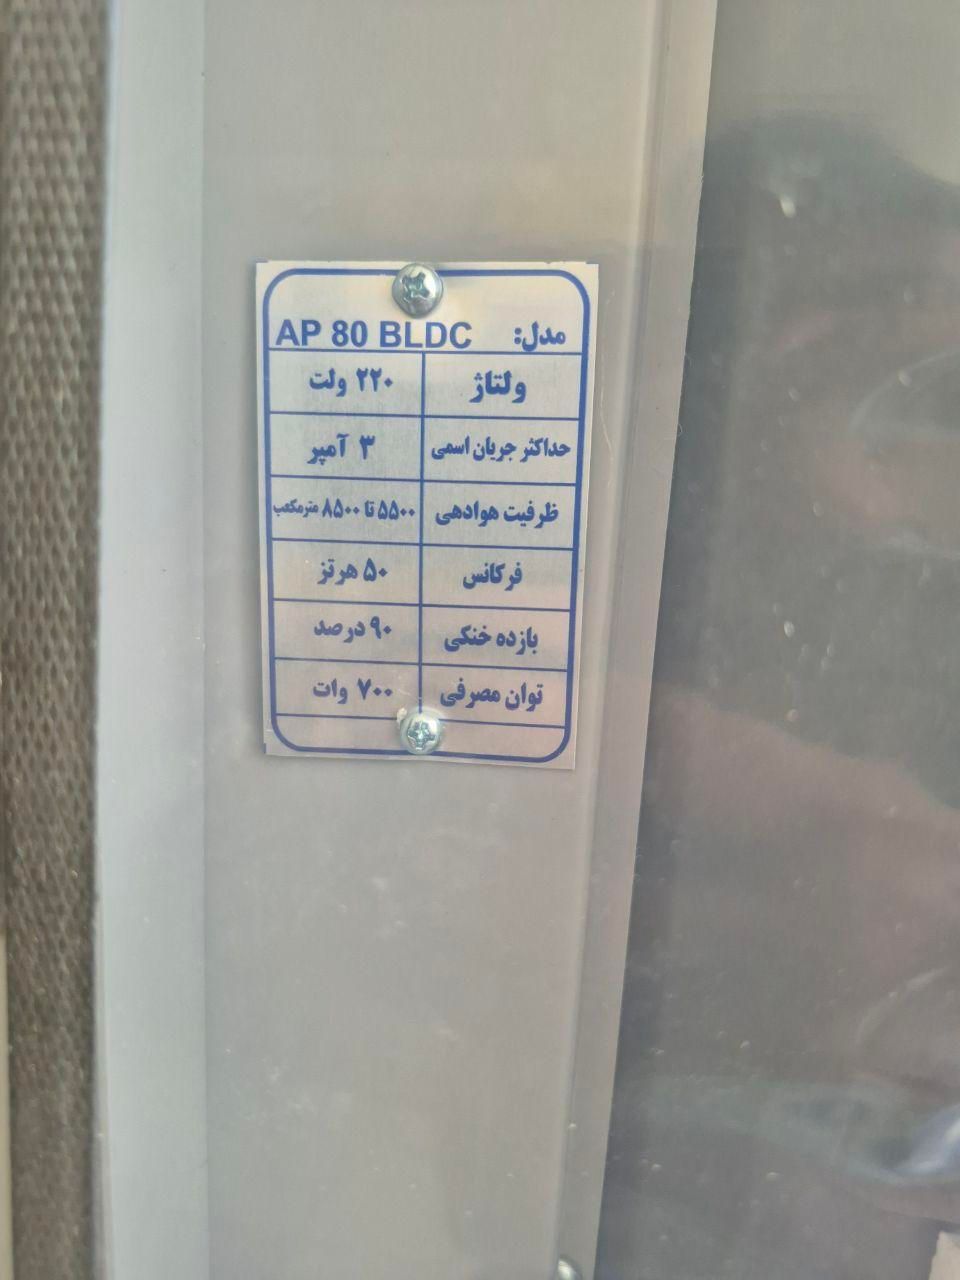 مدل: AP 80 BLDC
ولتاژ ۲۲۰ ولت
حداکثر جریان اسمی ۳ آمپر
ظرفیت هوادهی ۵۵۰۰ تا ۸۵۰۰ مترمکعب
فرکانس ۵۰ هرتز
بازده خنکی ۹۰ درصد
توان مصرفی ۷۰۰ وات